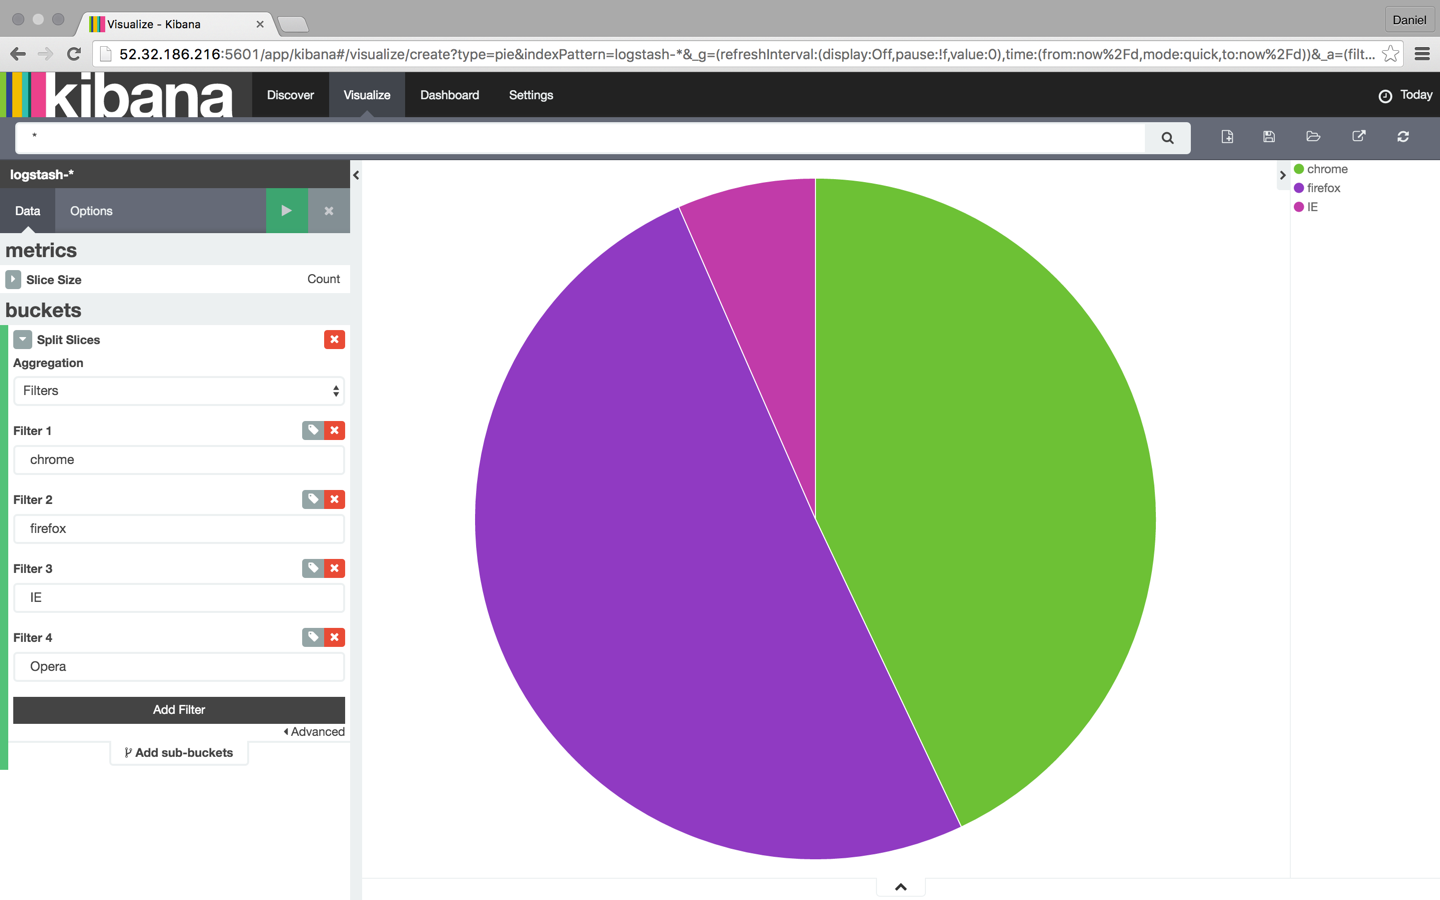 Visualize - Kibana
Daniel
52.32.186.216:5601/app/kibana#/visualize/create?type=pie&indexPattern=logstash-*&_g=(refreshInterval:(display:Off,pause:!f,value:0),time:(from:now%2Fd,mode:quick,to:now%2Fd))&_a=(filt...
kibana
Discover
Visualize
Dashboard
Settings
Today
*
logstash-*
Data
Options
metrics
Slice Size
Count
buckets
Split Slices
Aggregation
Filters
Filter 1
chrome
Filter 2
firefox
Filter 3
IE
Filter 4
Opera
Add Filter
Advanced
Add sub-buckets
chrome
firefox
IE